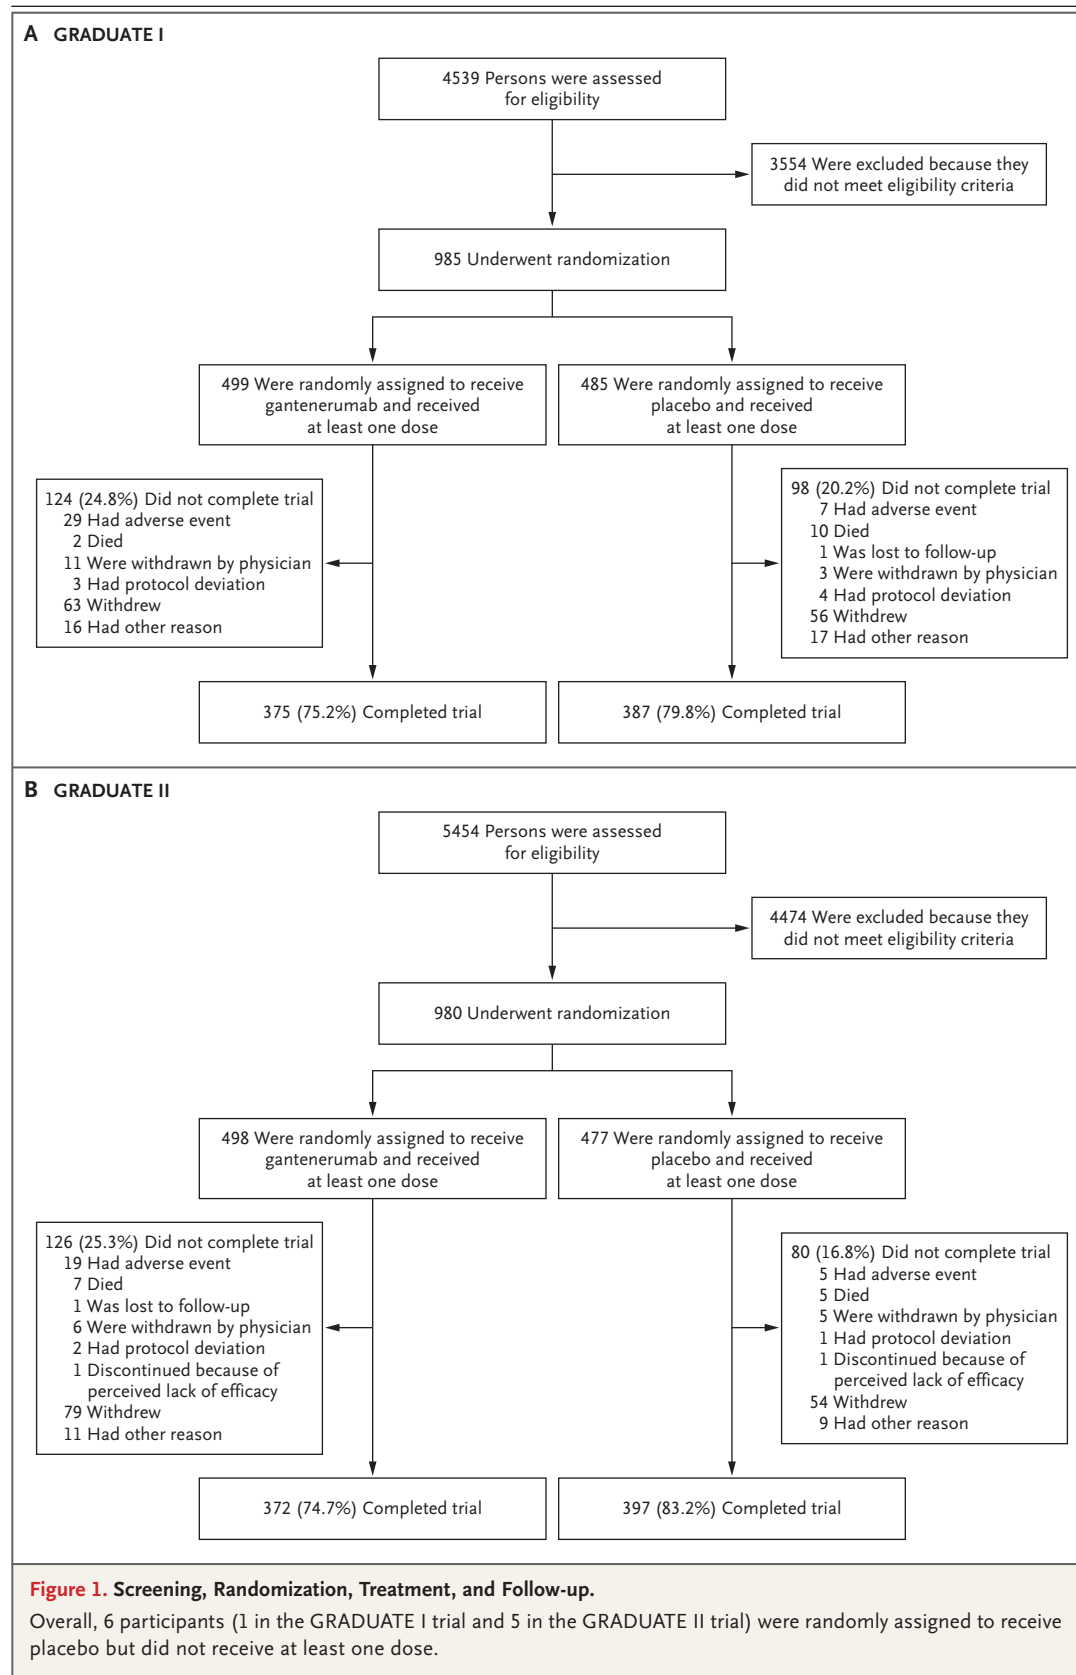 A GRADUATE I
4539 Persons were assessed
for eligibility
3554 Were excluded because they
did not meet eligibility criteria
985 Underwent randomization
499 Were randomly assigned to receive
gantenerumab and received
at least one dose
485 Were randomly assigned to receive
placebo and received
at least one dose
124 (24.8%) Did not complete trial
29 Had adverse event
2 Died
11 Were withdrawn by physician
3 Had protocol deviation
63 Withdrew
16 Had other reason
98 (20.2%) Did not complete trial
7 Had adverse event
10 Died
1 Was lost to follow-up
3 Were withdrawn by physician
4 Had protocol deviation
56 Withdrew
17 Had other reason
375 (75.2%) Completed trial
387 (79.8%) Completed trial
B GRADUATE II
5454 Persons were assessed
for eligibility
4474 Were excluded because they
did not meet eligibility criteria
980 Underwent randomization
498 Were randomly assigned to receive
gantenerumab and received
at least one dose
477 Were randomly assigned to receive
placebo and received
at least one dose
126 (25.3%) Did not complete trial
19 Had adverse event
7 Died
1 Was lost to follow-up
6 Were withdrawn by physician
2 Had protocol deviation
1 Discontinued because of
perceived lack of efficacy
79 Withdrew
11 Had other reason
80 (16.8%) Did not complete trial
5 Had adverse event
5 Died
5 Were withdrawn by physician
1 Had protocol deviation
1 Discontinued because of
perceived lack of efficacy
54 Withdrew
9 Had other reason
372 (74.7%) Completed trial
397 (83.2%) Completed trial
Figure 1. Screening, Randomization, Treatment, and Follow-up.
Overall, 6 participants (1 in the GRADUATE I trial and 5 in the GRADUATE II trial) were randomly assigned to receive
placebo but did not receive at least one dose.